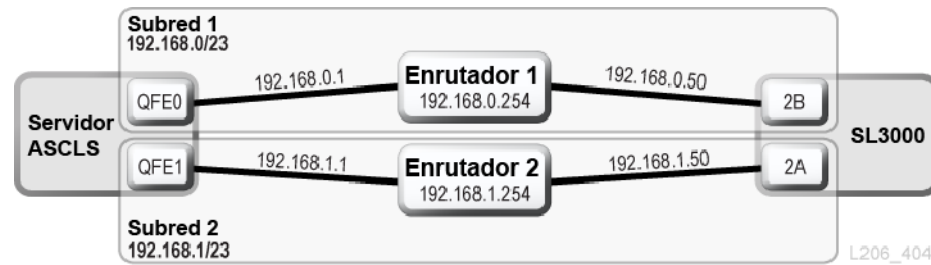 Subred 1
192.168.0/23
Servidor
ASCLS
QFE0
192.168.0.1
Enrutador 1
192.168.0.254
192.168.0.50
2B
SL3000
QFE1
192.168.1.1
Enrutador 2
192.168.1.254
192.168.1.50
2A
Subred 2
192.168.1/23
L206_404